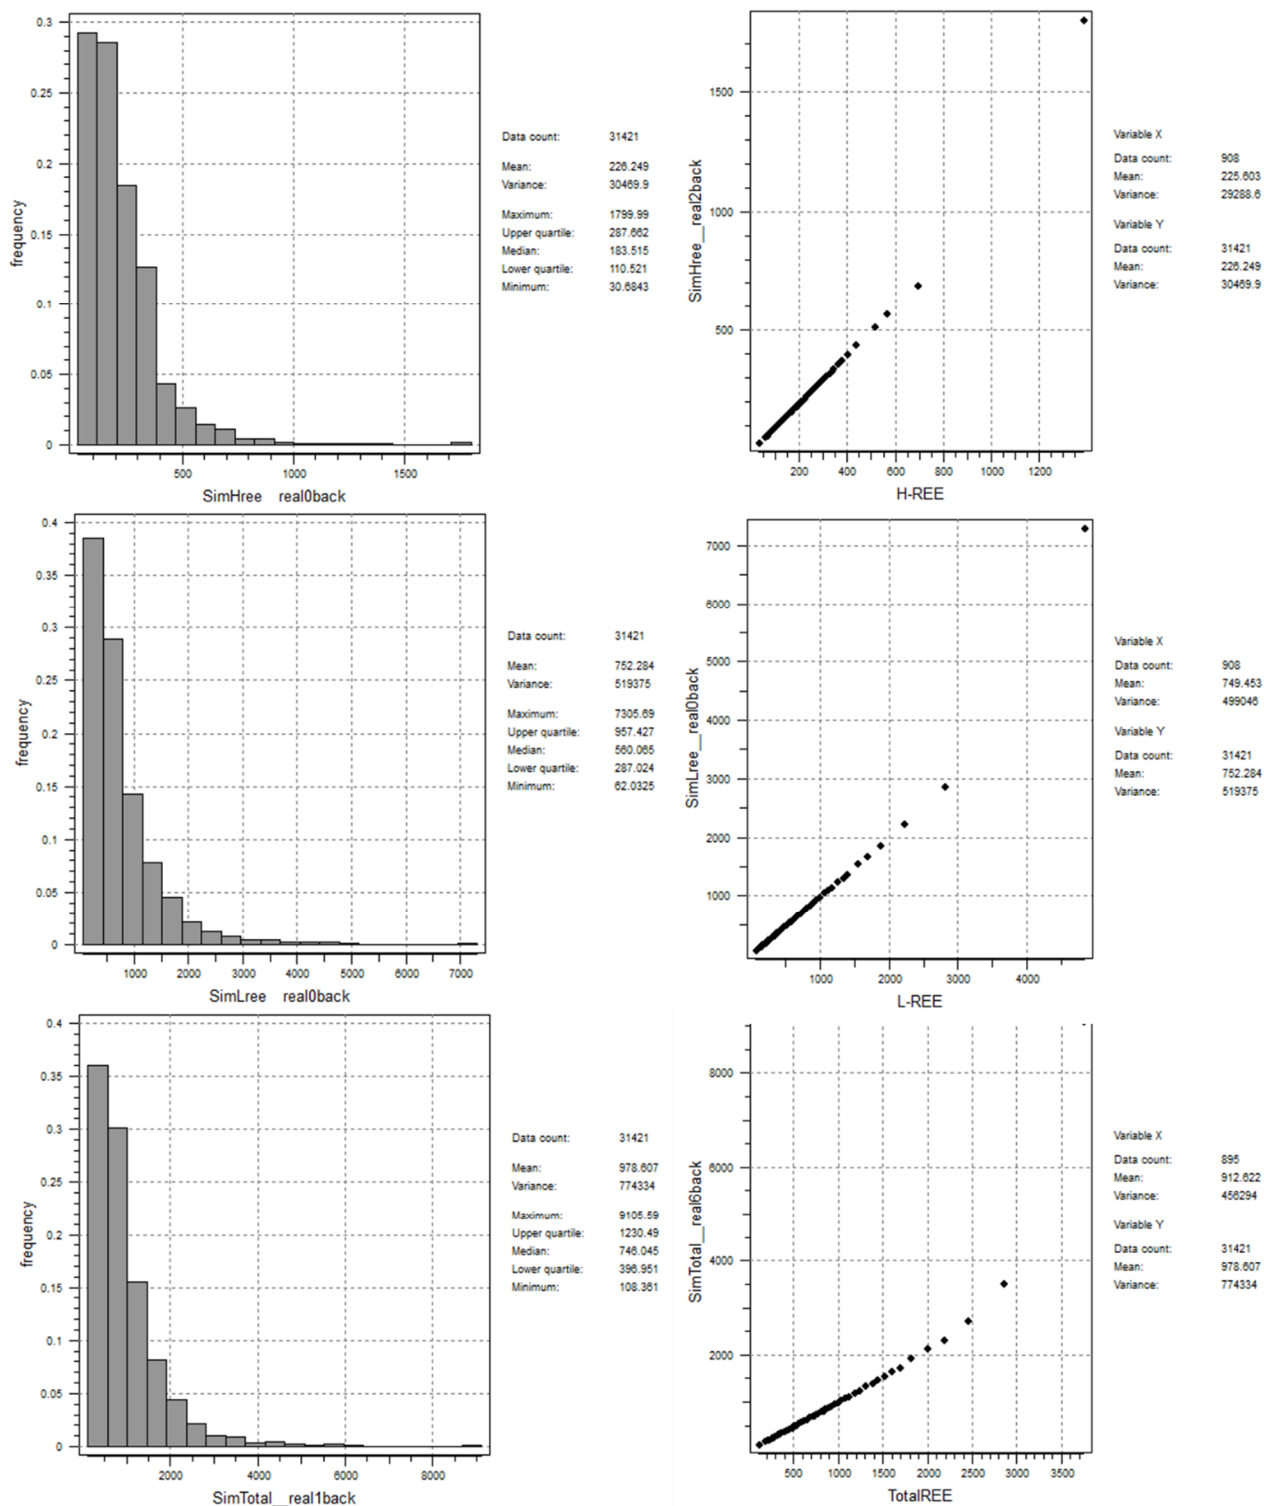 0.3
0.25
0.2
0.15
0.1
0.05
0
frequency
500
1000
1500
SimHree real0back
Data count: 31421
Mean: 226.249
Variance: 30469.9
Maximum: 1799.99
Upper quartile: 287.662
Median: 183.515
Lower quartile: 110.521
Minimum: 30.6843
1500
1000
500
SimHree__real2back
200
400
600
800
1000
1200
H-REE
Variable X
Data count: 908
Mean: 225.603
Variance: 29288.6
Variable Y
Data count: 31421
Mean: 226.249
Variance: 30469.9
0.4
0.35
0.3
0.25
0.2
0.15
0.1
0.05
0
frequency
1000
2000
3000
4000
5000
6000
7000
SimLree real0back
Data count: 31421
Mean: 752.284
Variance: 519375
Maximum: 7305.69
Upper quartile: 957.427
Median: 560.065
Lower quartile: 287.024
Minimum: 62.0325
7000
6000
5000
4000
3000
2000
1000
SimLree__real0back
1000
2000
3000
4000
L-REE
Variable X
Data count: 908
Mean: 749.453
Variance: 499046
Variable Y
Data count: 31421
Mean: 752.284
Variance: 519375
0.4
0.35
0.3
0.25
0.2
0.15
0.1
0.05
0
frequency
2000
4000
6000
8000
SimTotal__real1back
Data count: 31421
Mean: 978.607
Variance: 774334
Maximum: 9105.59
Upper quartile: 1230.49
Median: 746.045
Lower quartile: 396.951
Minimum: 108.361
8000
6000
4000
2000
SimTotal__real6back
500
1000
1500
2000
2500
3000
3500
TotalREE
Variable X
Data count: 895
Mean: 912.622
Variance: 456294
Variable Y
Data count: 31421
Mean: 978.607
Variance: 774334